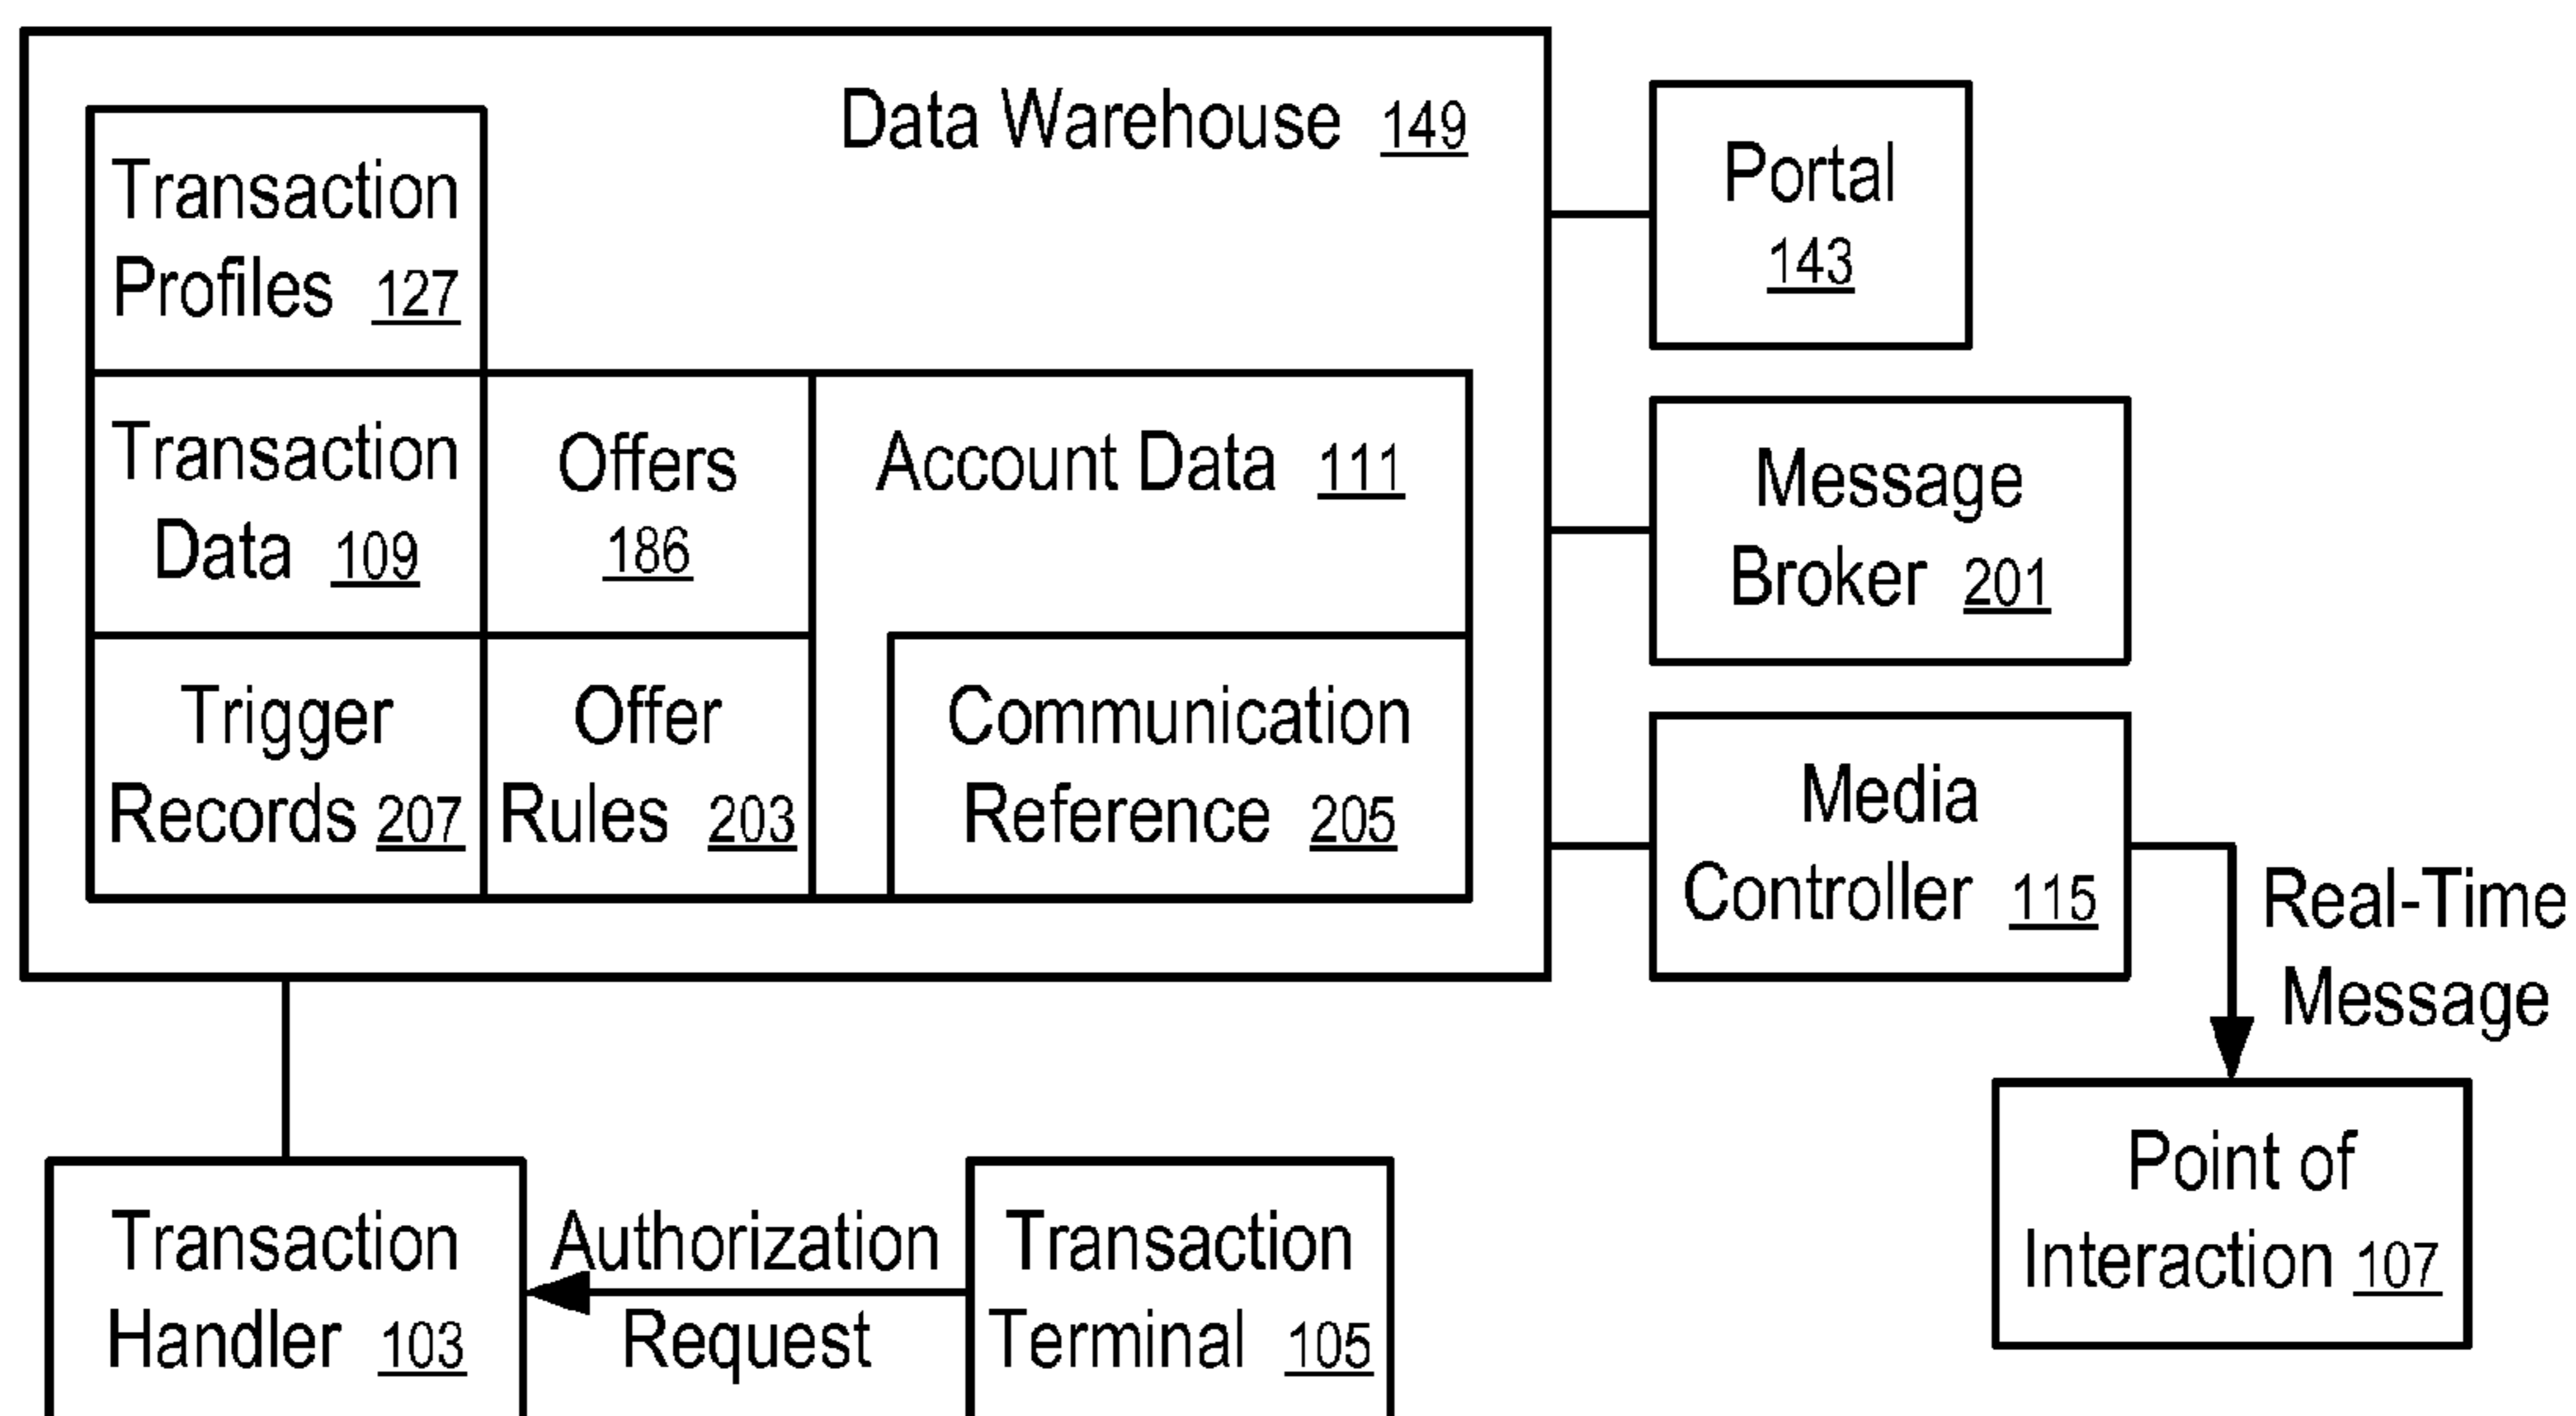 Data Warehouse 149
Transaction
Profiles 127
Transaction
Data 109
Offers
186
Account Data 111
Trigger
Records 207
Offer
Rules 203
Communication
Reference 205
Portal
143
Message
Broker 201
Media
Controller 115
Real-Time
Message
Point of
Interaction 107
Transaction
Handler 103
Authorization
Request
Transaction
Terminal 105